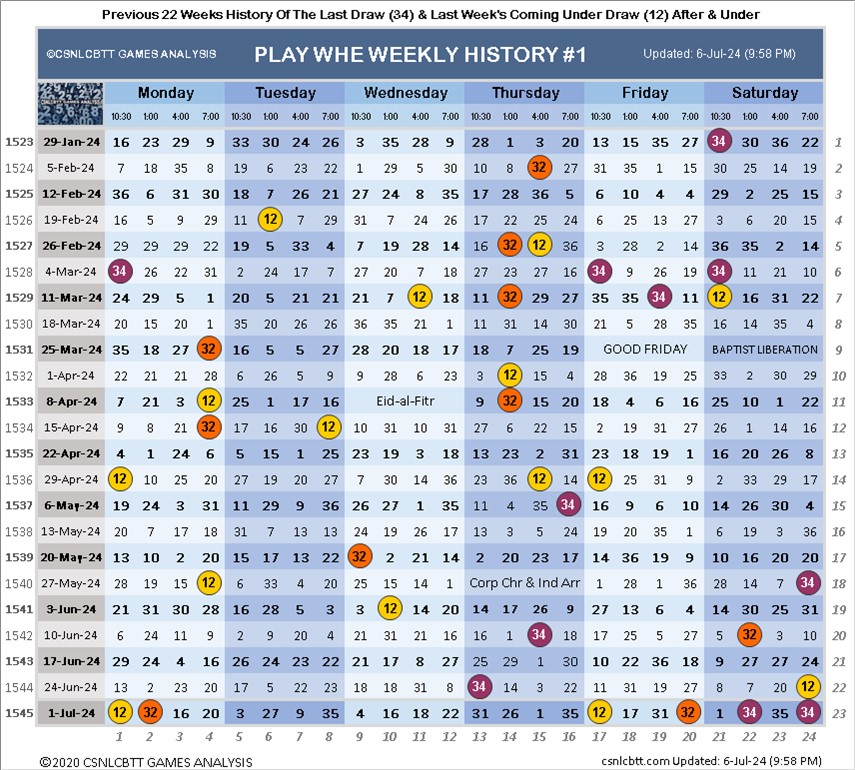 Previous 22 Weeks History Of The Last Draw (34) & Last Week's Coming Under Draw (12) After & Under
©CSNLCBTT GAMES ANALYSIS PLAY WHE WEEKLY HISTORY #1 Updated: 6-Jul-24 (9:58 PM)
CSNLCBTT GAMES ANALYSIS Monday Tuesday Wednesday Thursday Friday Saturday
10:30 1:00 4:00 7:00 10:30 1:00 4:00 7:00 10:30 1:00 4:00 7:00 10:30 1:00 4:00 7:00 10:30 1:00 4:00 7:00 10:30 1:00 4:00 7:00
1523 29-Jan-24 16 23 29 9 33 30 24 26 3 35 28 9 28 1 3 20 13 15 35 27 34 30 36 22 1
1524 5-Feb-24 7 18 35 8 19 6 23 22 1 29 5 30 10 8 32 27 31 35 1 15 30 25 14 19 2
1525 12-Feb-24 36 6 31 30 18 7 26 21 27 24 8 35 17 28 36 5 6 10 4 4 29 2 25 15 3
1526 19-Feb-24 16 5 9 29 11 12 7 29 31 7 24 26 17 22 25 24 6 25 13 27 3 6 20 15 4
1527 26-Feb-24 29 29 29 22 19 5 33 4 7 19 28 14 16 32 12 36 3 28 2 14 36 35 2 14 5
1528 4-Mar-24 34 26 22 31 2 24 17 7 27 20 7 18 27 23 27 16 34 9 26 19 34 11 21 10 6
1529 11-Mar-24 24 29 5 1 20 5 21 21 21 7 12 18 11 32 29 27 35 35 34 11 12 16 31 22 7
1530 18-Mar-24 20 15 20 1 35 20 26 26 36 35 21 1 11 31 14 30 21 5 28 35 16 14 35 4 8
1531 25-Mar-24 35 18 27 32 16 5 5 27 28 20 18 17 18 7 25 19 GOOD FRIDAY BAPTIST LIBERATION 9
1532 1-Apr-24 22 21 21 28 6 26 5 9 9 28 6 23 3 12 15 4 28 36 19 25 33 2 30 29 10
1533 8-Apr-24 7 21 3 12 25 1 17 16 Eid-al-Fitr 9 32 15 20 18 4 6 16 25 10 1 22 11
1534 15-Apr-24 9 8 21 32 17 16 30 12 10 31 10 31 27 6 22 15 2 19 31 27 26 1 14 16 12
1535 22-Apr-24 4 1 24 6 5 15 1 25 23 19 3 18 13 23 2 31 23 18 19 1 16 20 26 8 13
1536 29-Apr-24 12 10 25 20 27 19 20 27 7 30 14 36 23 36 12 14 12 31 25 9 2 33 29 17 14
1537 6-May-24 19 24 3 31 11 29 9 36 26 27 1 35 11 4 35 34 16 9 6 10 14 26 30 4 15
1538 13-May-24 20 7 17 18 31 7 13 13 24 19 26 17 13 3 5 24 19 20 35 1 6 19 3 36 16
1539 20-May-24 13 10 2 20 15 17 13 22 32 2 21 14 2 20 23 17 14 36 19 9 10 16 20 20 17
1540 27-May-24 28 19 15 12 6 33 4 20 25 15 14 1 Corp Chr & Ind Arr 1 28 1 36 28 14 7 34 18
1541 3-Jun-24 21 31 30 28 16 28 5 3 3 12 14 20 14 17 26 9 27 13 6 4 14 30 25 31 19
1542 10-Jun-24 6 24 11 9 2 9 20 4 20 31 21 16 16 1 34 18 17 25 5 27 22 32 3 10 20
1543 17-Jun-24 29 24 4 16 26 24 23 22 21 17 8 27 25 29 1 30 10 22 36 18 9 27 27 24 21
1544 24-Jun-24 13 2 23 20 17 5 22 23 18 18 31 8 34 14 3 22 11 31 19 27 8 7 20 12 22
1545 1-Jul-24 12 32 16 20 3 27 9 35 4 16 18 22 31 26 1 35 12 17 31 32 1 34 35 34 23
1 2 3 4 5 6 7 8 9 10 11 12 13 14 15 16 17 18 19 20 21 22 23 24
©2020 CSNLCBTT GAMES ANALYSIS csnlcbtt.com Updated: 6-Jul-24 (9:58 PM)